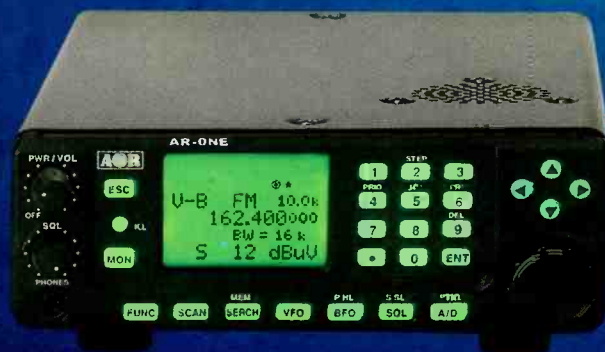 AR-ONE
PWR/VOL
AOR
ESC
OFF
SQL
MON
PHONES
V-B FM 10.0k
162.400000
BW = 16 k
S 12 dBuV
STEP
1 2 3
PRIO
4 5 6
DEL
7 8 9
• 0 ENT
MEM
FUNC SCAN SERCH VFO BFO SQL A/D